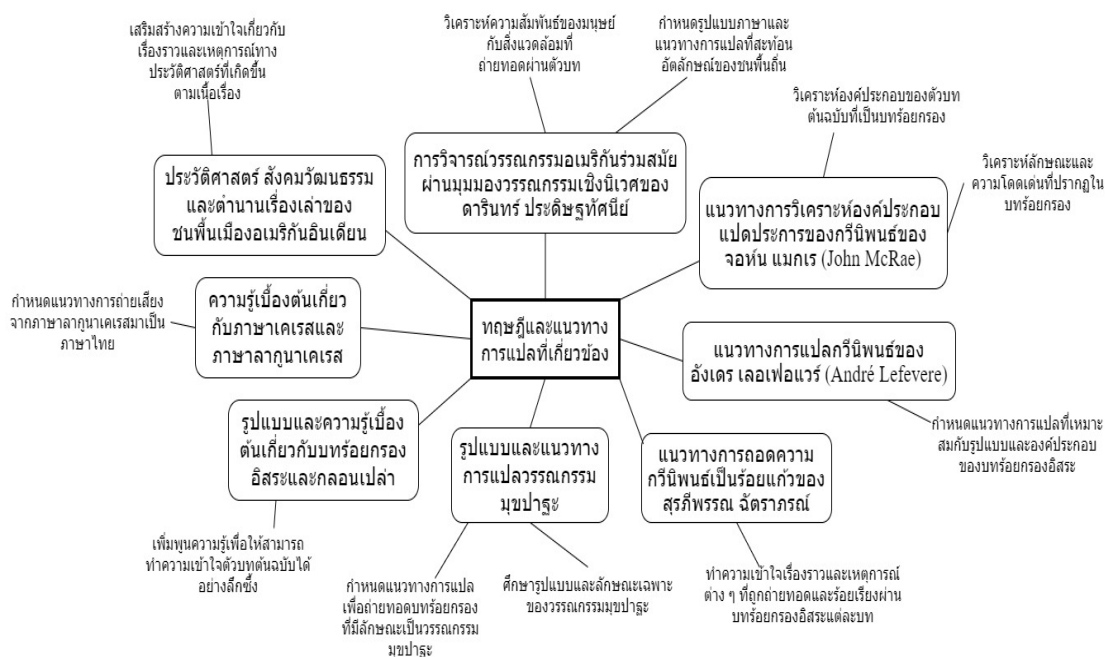 เสริมสร้างความเข้าใจเกี่ยวกับ
เรื่องราวและเหตุการณ์ทาง
ประวัติศาสตร์ที่เกิดขึ้น
ตามเนื้อเรื่อง
วิเคราะห์ความสัมพันธ์ของมนุษย์
กับสิ่งแวดล้อมที่
ถ่ายทอดผ่านตัวบท
กำหนดรูปแบบภาษาและ
แนวทางการแปลที่สะท้อน
อัตลักษณ์ของชนพื้นถิ่น
วิเคราะห์องค์ประกอบของตัวบท
ต้นฉบับที่เป็นบทร้อยกรอง
วิเคราะห์ลักษณะและ
ความโดดเด่นที่ปรากฏใน
บทร้อยกรอง
ประวัติศาสตร์ สังคมวัฒนธรรม
และตำนานเรื่องเล่าของ
ชนพื้นเมืองอเมริกันอินเดียน
การวิจารณ์วรรณกรรมอเมริกันร่วมสมัย
ผ่านมุมมองวรรณกรรมเชิงนิเวศของ
ดารินทร์ ประดิษฐทัศนีย์
แนวทางการวิเคราะห์องค์ประกอบ
แปดประการของกวีนิพนธ์ของ
จอห์น แมกเร (John McRae)
กำหนดแนวทางการถ่ายเสียง
จากภาษาลากูนาเคเรสมาเป็น
ภาษาไทย
ความรู้เบื้องต้นเกี่ยว
กับภาษาเคเรสและ
ภาษาลากูนาเคเรส
ทฤษฎีและแนวทาง
การแปลที่เกี่ยวข้อง
แนวทางการแปลกวีนิพนธ์ของ
อังเดร เลอเฟอแวร์ (André Lefevere)
กำหนดแนวทางการแปลที่เหมาะ
สมกับรูปแบบและองค์ประกอบ
ของบทร้อยกรองอิสระ
รูปแบบและความรู้เบื้อง
ต้นเกี่ยวกับบทร้อยกรอง
อิสระและกลอนเปล่า
รูปแบบและแนวทาง
การแปลวรรณกรรม
มุขปาฐะ
แนวทางการถอดความ
กวีนิพนธ์เป็นร้อยแก้วของ
สุรภีพรรณ ฉัตราภรณ์
เพิ่มพูนความรู้เพื่อให้สามารถ
ทำความเข้าใจตัวบทต้นฉบับได้
อย่างลึกซึ้ง
กำหนดแนวทางการแปล
เพื่อถ่ายทอดบทร้อยกรอง
ที่มีลักษณะเป็นวรรณกรรม
มุขปาฐะ
ศึกษารูปแบบและลักษณะเฉพาะ
ของวรรณกรรมมุขปาฐะ
ทำความเข้าใจเรื่องราวและเหตุการณ์
ต่าง ๆ ที่ถูกถ่ายทอดและร้อยเรียงผ่าน
บทร้อยกรองอิสระแต่ละบท